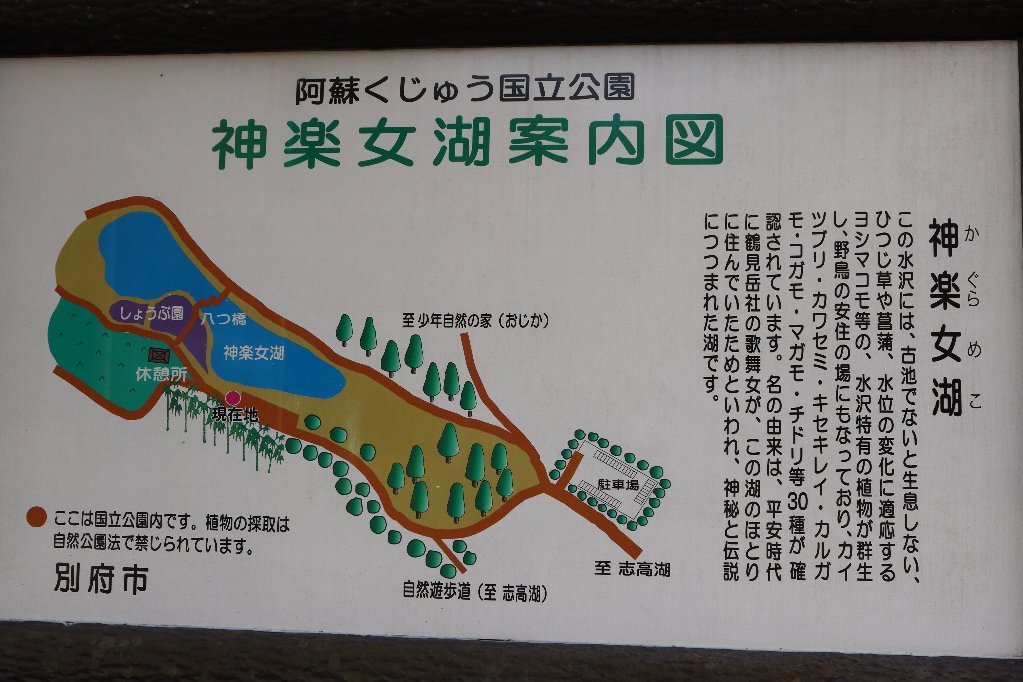 阿蘇くじゅう国立公園
神楽女湖案内図
神楽女湖
かぐらめこ
この水沢には、古池でないと生息しない、
ひつじ草や菖蒲、水位の変化に適応する
ヨシマコモ等の、水沢特有の植物が群生
し、野鳥の安住の場にもなっており、カイ
ツブリ・カワセミ・キセキレイ・カルガ
モ・コガモ・マガモ・チドリ等30種が確
認されています。名の由来は、平安時代
に鶴見岳社の歌舞女が、この湖のほとり
に住んでいたためといわれ、神秘と伝説
につつまれた湖です。
しょうぶ園
八つ橋
神楽女湖
休憩所
現在地
至 少年自然の家（おじか）
駐車場
至 志高湖
自然遊歩道（至 志高湖）
ここは国立公園内です。植物の採取は
自然公園法で禁じられています。
別府市